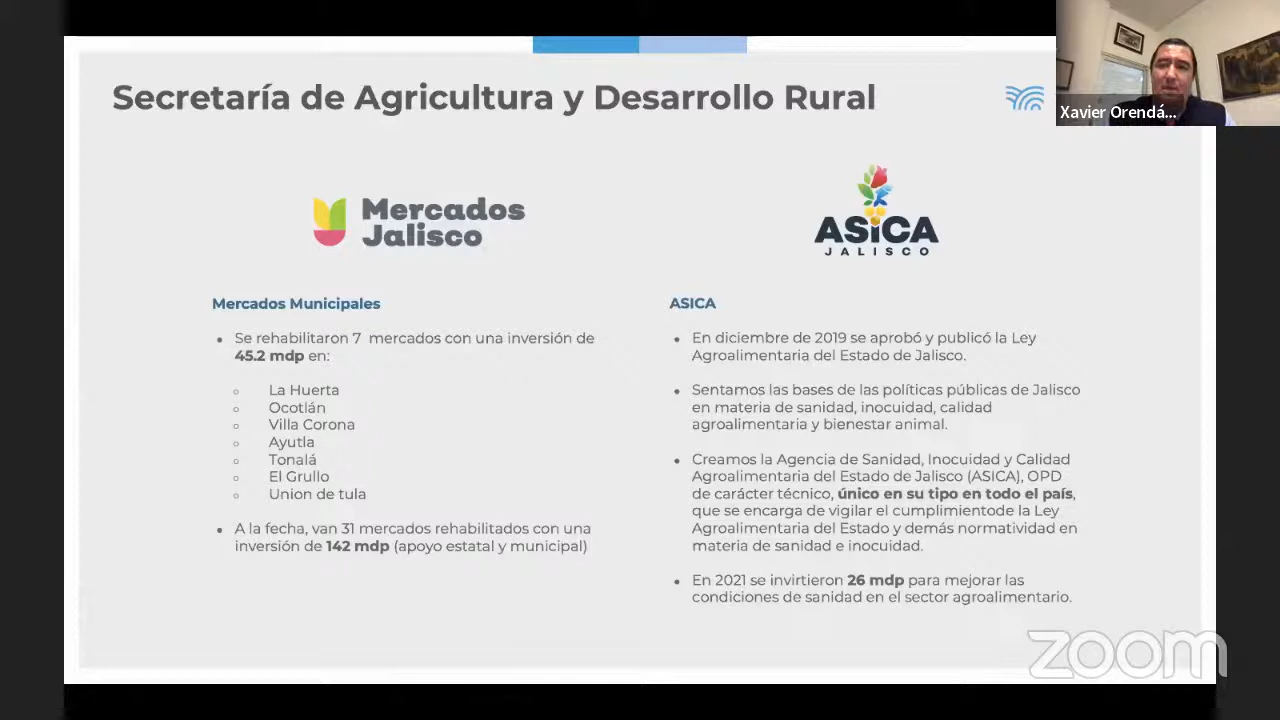 Secretaría de Agricultura y Desarrollo Rural
Xavier Orendá...
Mercados
Jalisco
ASICA
JALISCO
Mercados Municipales
Se rehabilitaron 7 mercados con una inversión de
45.2 mdp en:
La Huerta
Ocotlán
Villa Corona
Ayutla
Tonalá
El Grullo
Union de tula
A la fecha, van 31 mercados rehabilitados con una
inversión de 142 mdp (apoyo estatal y municipal)
ASICA
En diciembre de 2019 se aprobó y publicó la Ley
Agroalimentaria del Estado de Jalisco.
Sentamos las bases de las políticas públicas de Jalisco
en materia de sanidad, inocuidad, calidad
agroalimentaria y bienestar animal.
Creamos la Agencia de Sanidad, Inocuidad y Calidad
Agroalimentaria del Estado de Jalisco (ASICA), OPD
de carácter técnico, único en su tipo en todo el país,
que se encarga de vigilar el cumplimientode la Ley
Agroalimentaria del Estado y demás normatividad en
materia de sanidad e inocuidad.
En 2021 se invirtieron 26 mdp para mejorar las
condiciones de sanidad en el sector agroalimentario.
zoom